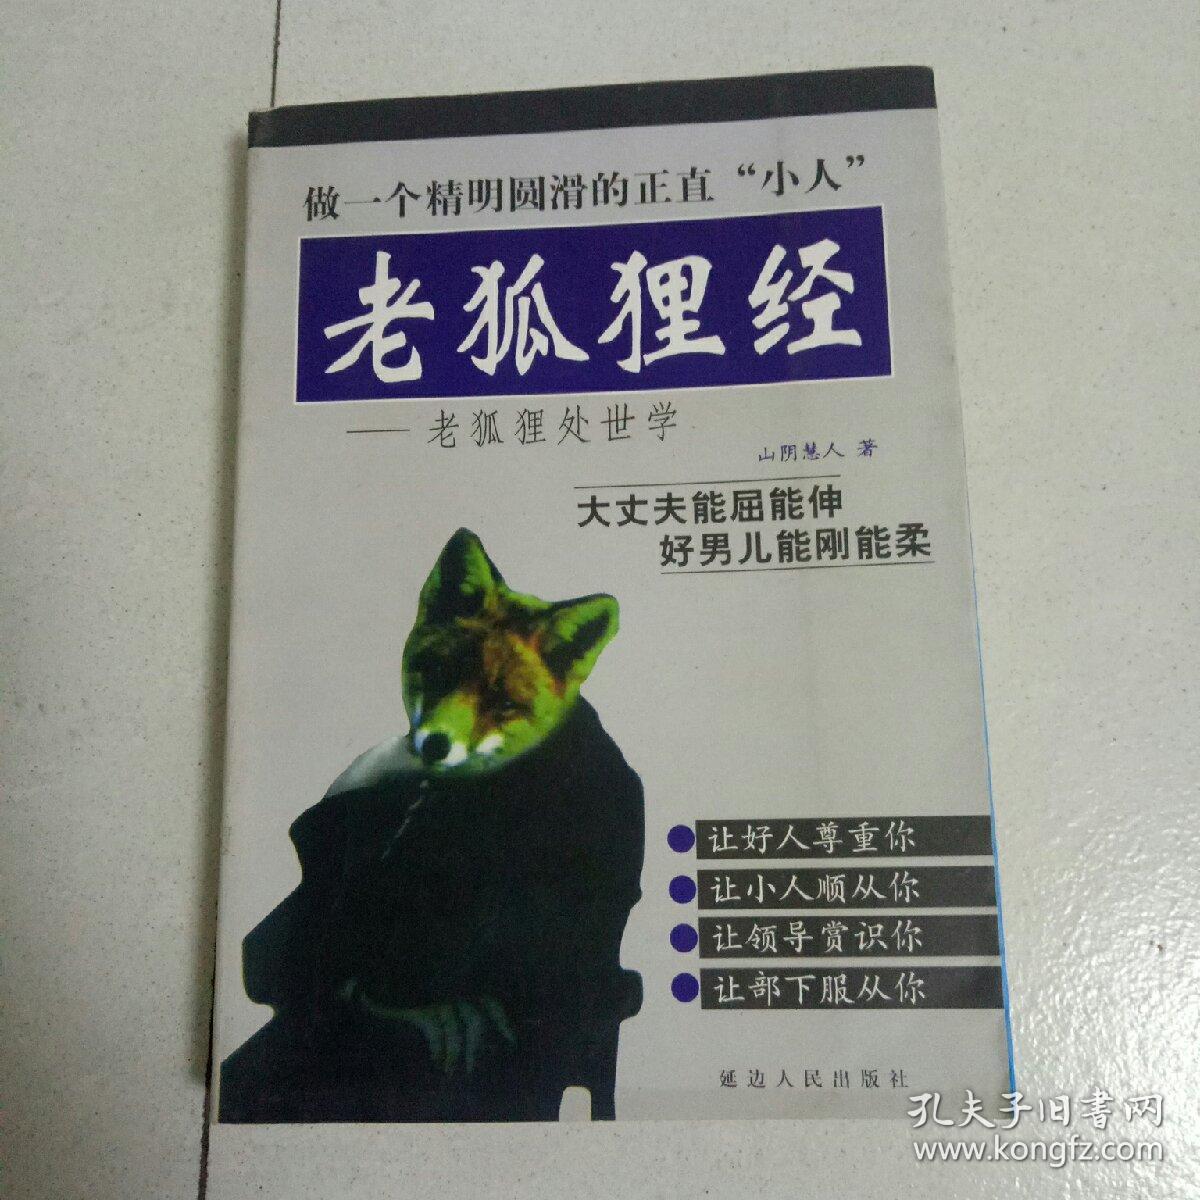 做一个精明圆滑的正直“小人”
老狐狸经
——老狐狸处世学
山阴慧人 著
大丈夫能屈能伸
好男儿能刚能柔
让好人尊重你
让小人顺从你
让领导赏识你
让部下服从你
延边人民出版社
孔夫子旧书网
www.kongfz.com